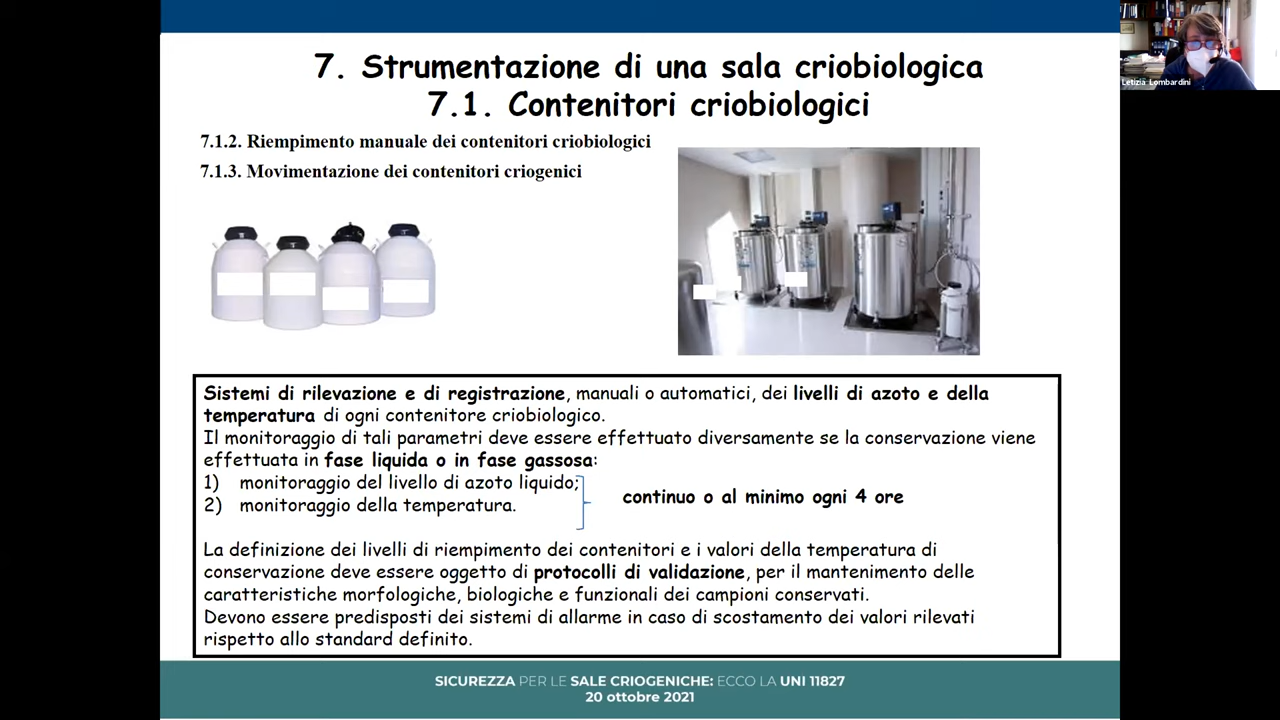 7. Strumentazione di una sala criobiologica
7.1. Contenitori criobiologici
Letizia Lombardini
7.1.2. Riempimento manuale dei contenitori criobiologici
7.1.3. Movimentazione dei contenitori criogenici
Sistemi di rilevazione e di registrazione, manuali o automatici, dei livelli di azoto e della
temperatura di ogni contenitore criobiologico.
Il monitoraggio di tali parametri deve essere effettuato diversamente se la conservazione viene
effettuata in fase liquida o in fase gassosa:
1) monitoraggio del livello di azoto liquido;
2) monitoraggio della temperatura.
continuo o al minimo ogni 4 ore
La definizione dei livelli di riempimento dei contenitori e i valori della temperatura di
conservazione deve essere oggetto di protocolli di validazione, per il mantenimento delle
caratteristiche morfologiche, biologiche e funzionali dei campioni conservati.
Devono essere predisposti dei sistemi di allarme in caso di scostamento dei valori rilevati
rispetto allo standard definito.
SICUREZZA PER LE SALE CRIOGENICHE: ECCO LA UNI 11827
20 ottobre 2021